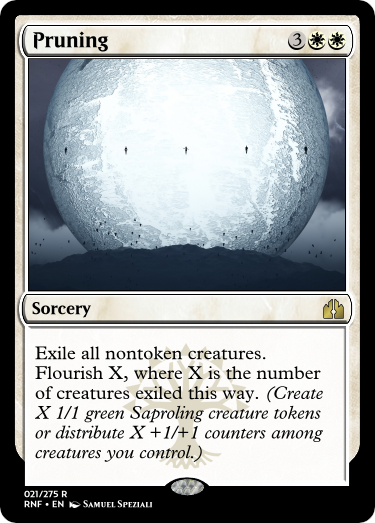 Pruning 3
Sorcery
Exile all nontoken creatures.
Flourish X, where X is the number
of creatures exiled this way. (Create
X 1/1 green Saproling creature tokens
or distribute X +1/+1 counters among
creatures you control.)
021/275 R
RNF • EN SAMUEL SPEZIALI